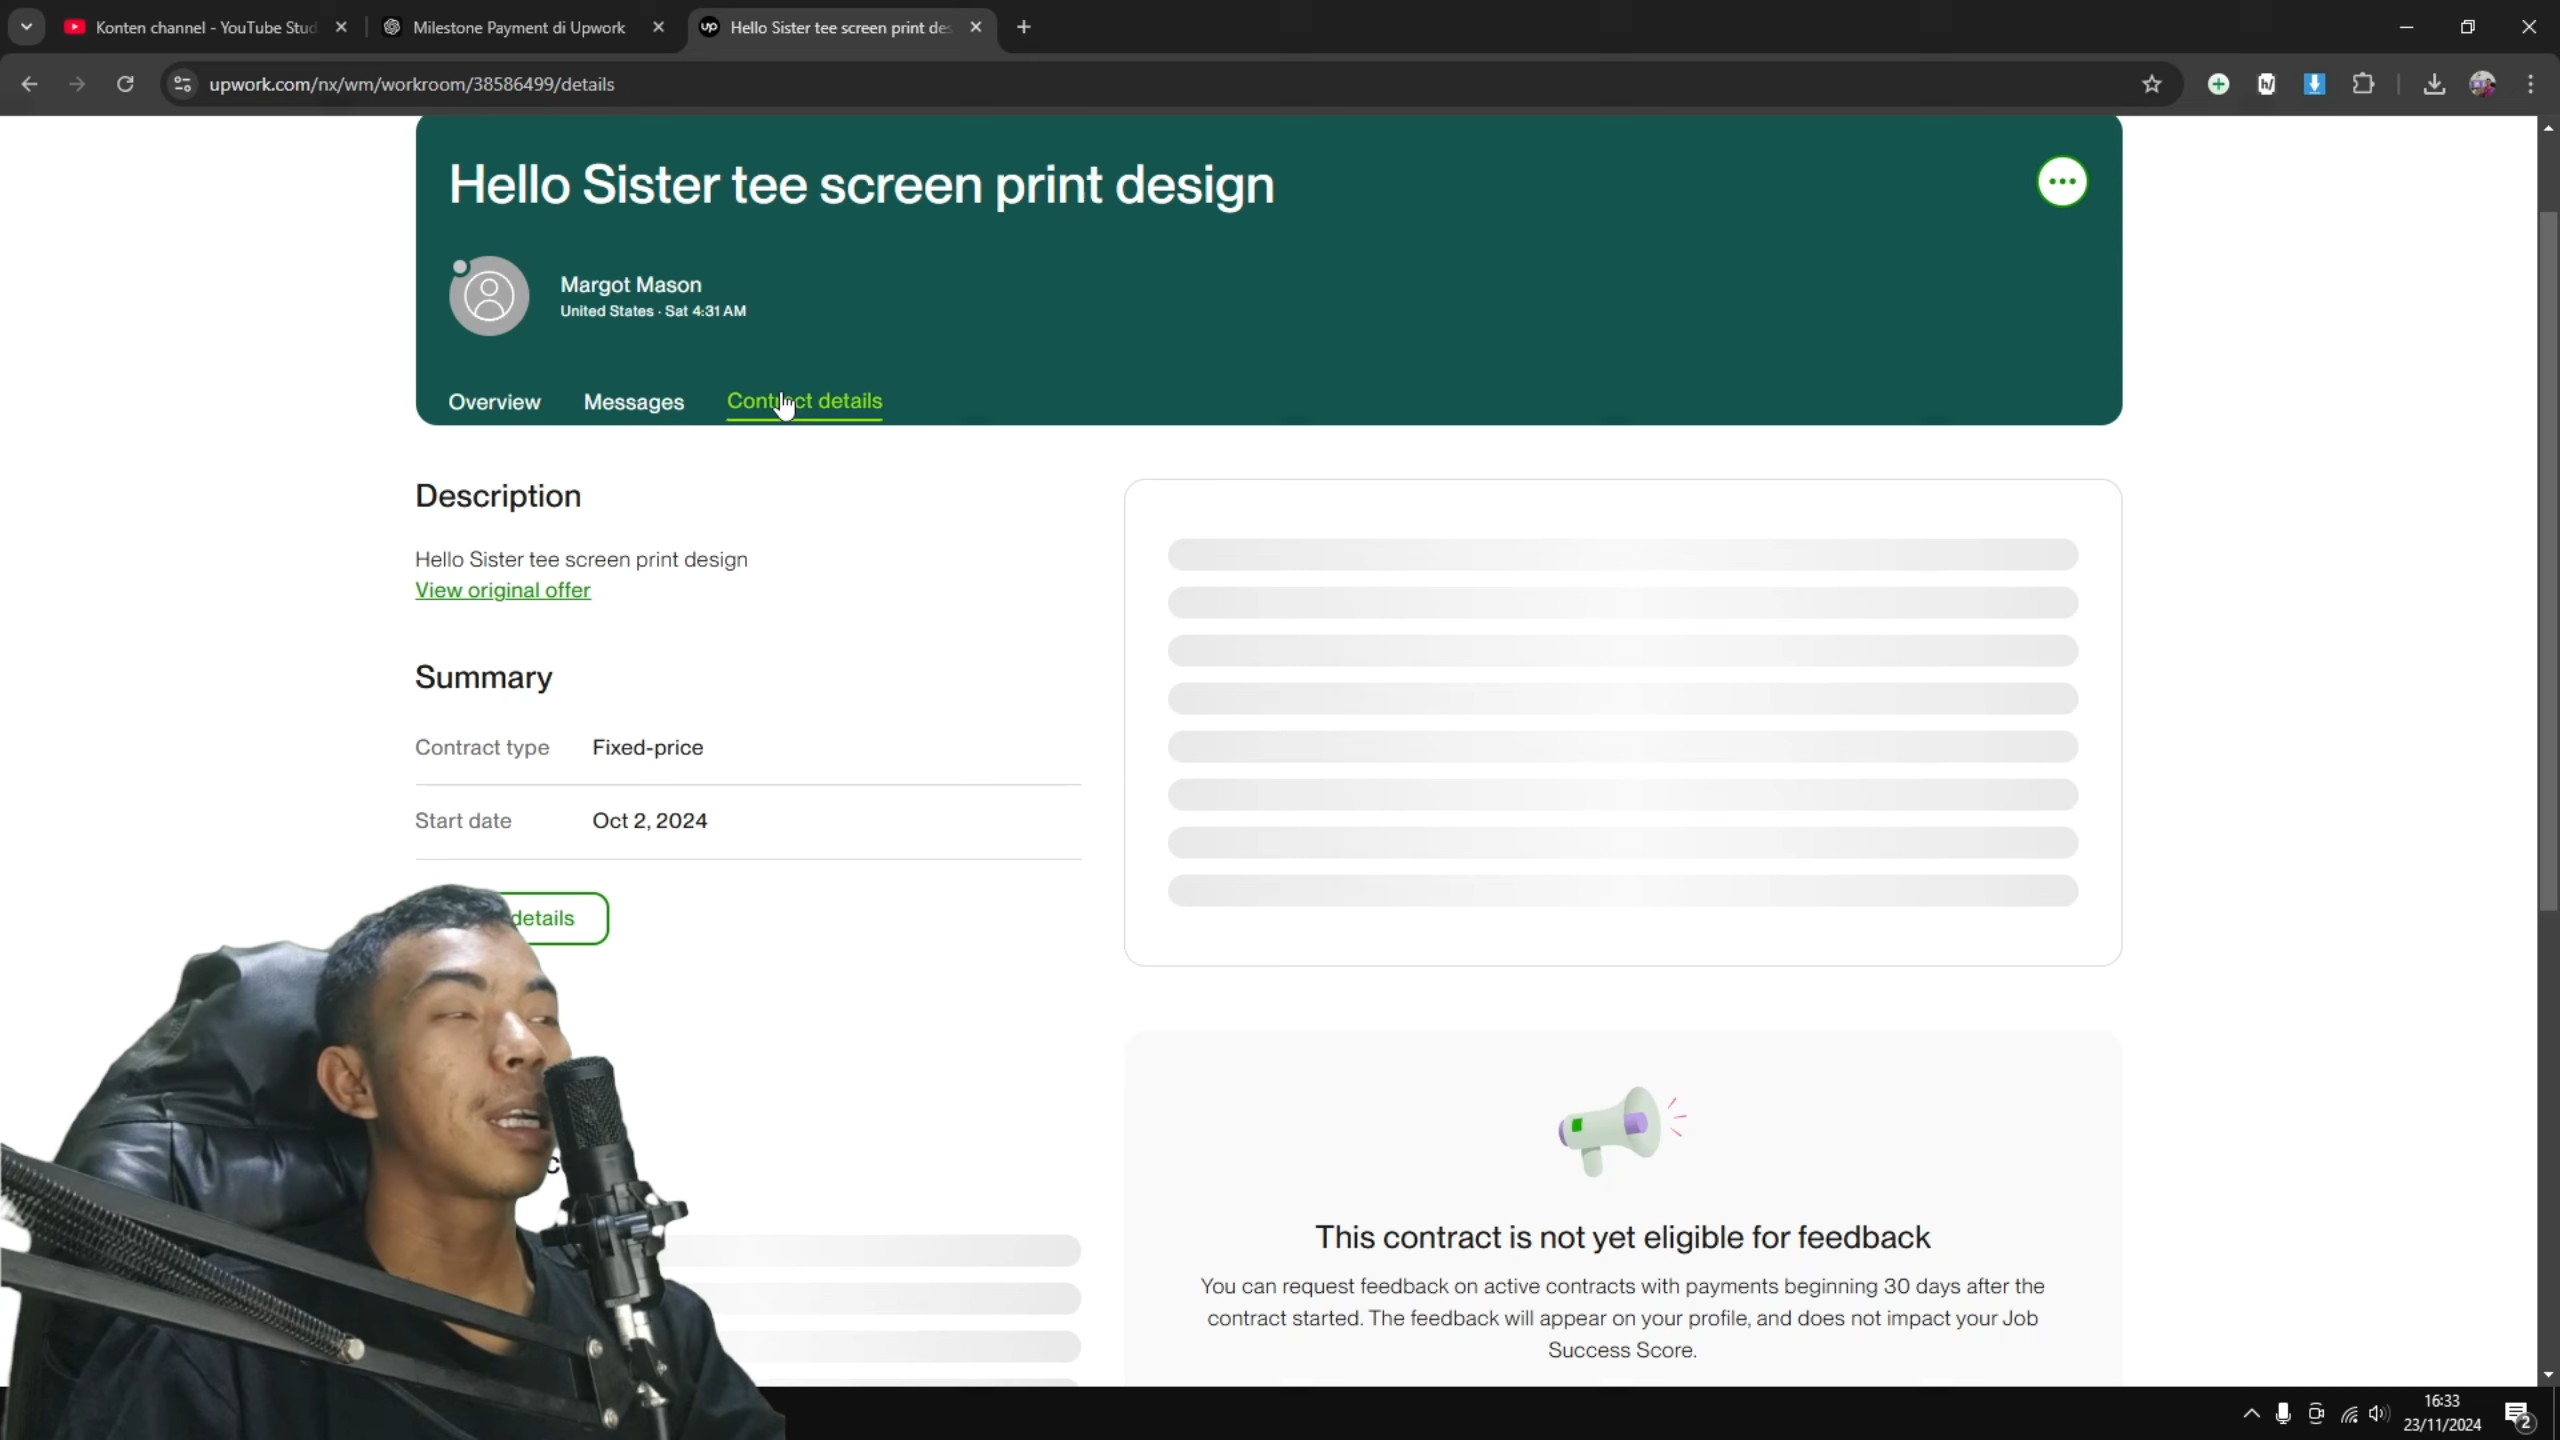 Konten channel - YouTube Stud
Milestone Payment di Upwork
up
Hello Sister tee screen print des
upwork.com/nx/wm/workroom/38586499/details
Hello Sister tee screen print design
Margot Mason
United States · Sat 4:31 AM
Overview
Messages
Contract details
Description
Hello Sister tee screen print design
View original offer
Summary
Contract type
Fixed-price
Start date
Oct 2, 2024
details
This contract is not yet eligible for feedback
You can request feedback on active contracts with payments beginning 30 days after the
contract started. The feedback will appear on your profile, and does not impact your Job
Success Score.
16:33
23/11/2024
2